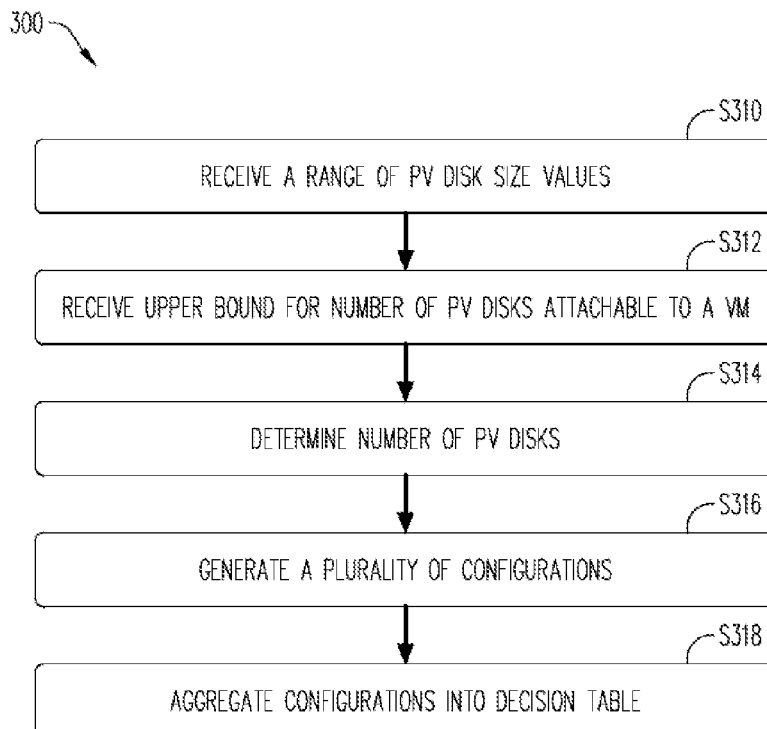 300
S310
RECEIVE A RANGE OF PV DISK SIZE VALUES
S312
RECEIVE UPPER BOUND FOR NUMBER OF PV DISKS ATTACHABLE TO A VM
S314
DETERMINE NUMBER OF PV DISKS
S316
GENERATE A PLURALITY OF CONFIGURATIONS
S318
AGGREGATE CONFIGURATIONS INTO DECISION TABLE